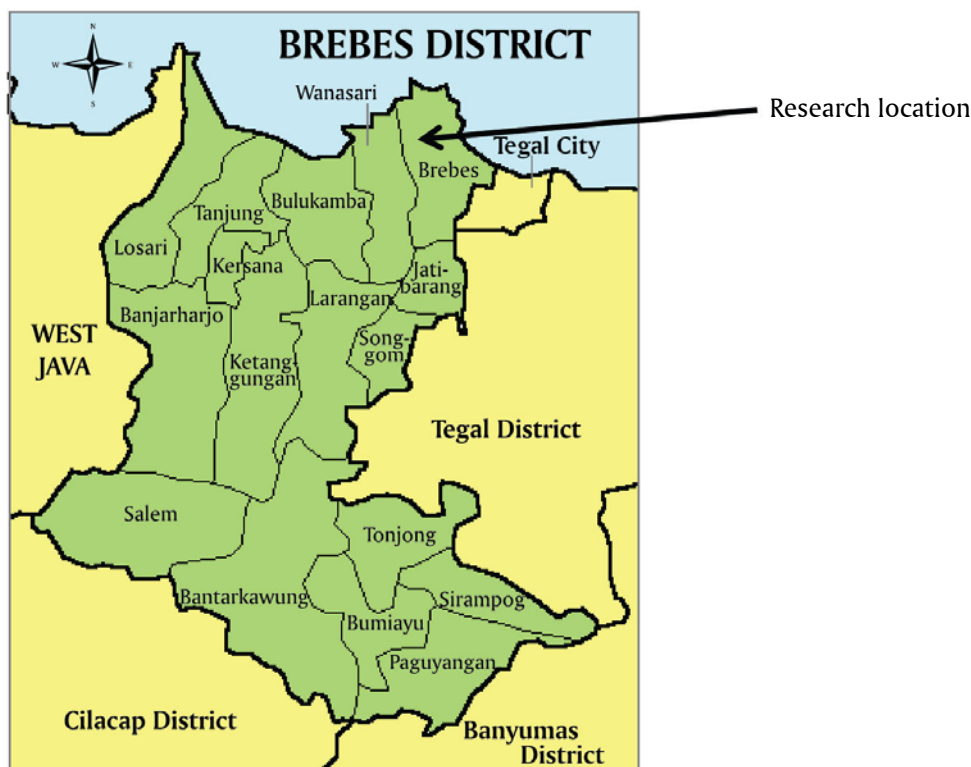 N
W
E
S
BREBES DISTRICT
Wanasari
Research location
Tegal City
Brebes
Bulukamba
Tanjung
Losari
Kersana
Jati-
barang
Larangan
Banjarharjo
WEST
JAVA
Song-
gom
Ketang-
gungan
Tegal District
Salem
Tonjong
Bantarkawung
Sirampog
Bumiayu
Paguyangan
Cilacap District
Banyumas
District